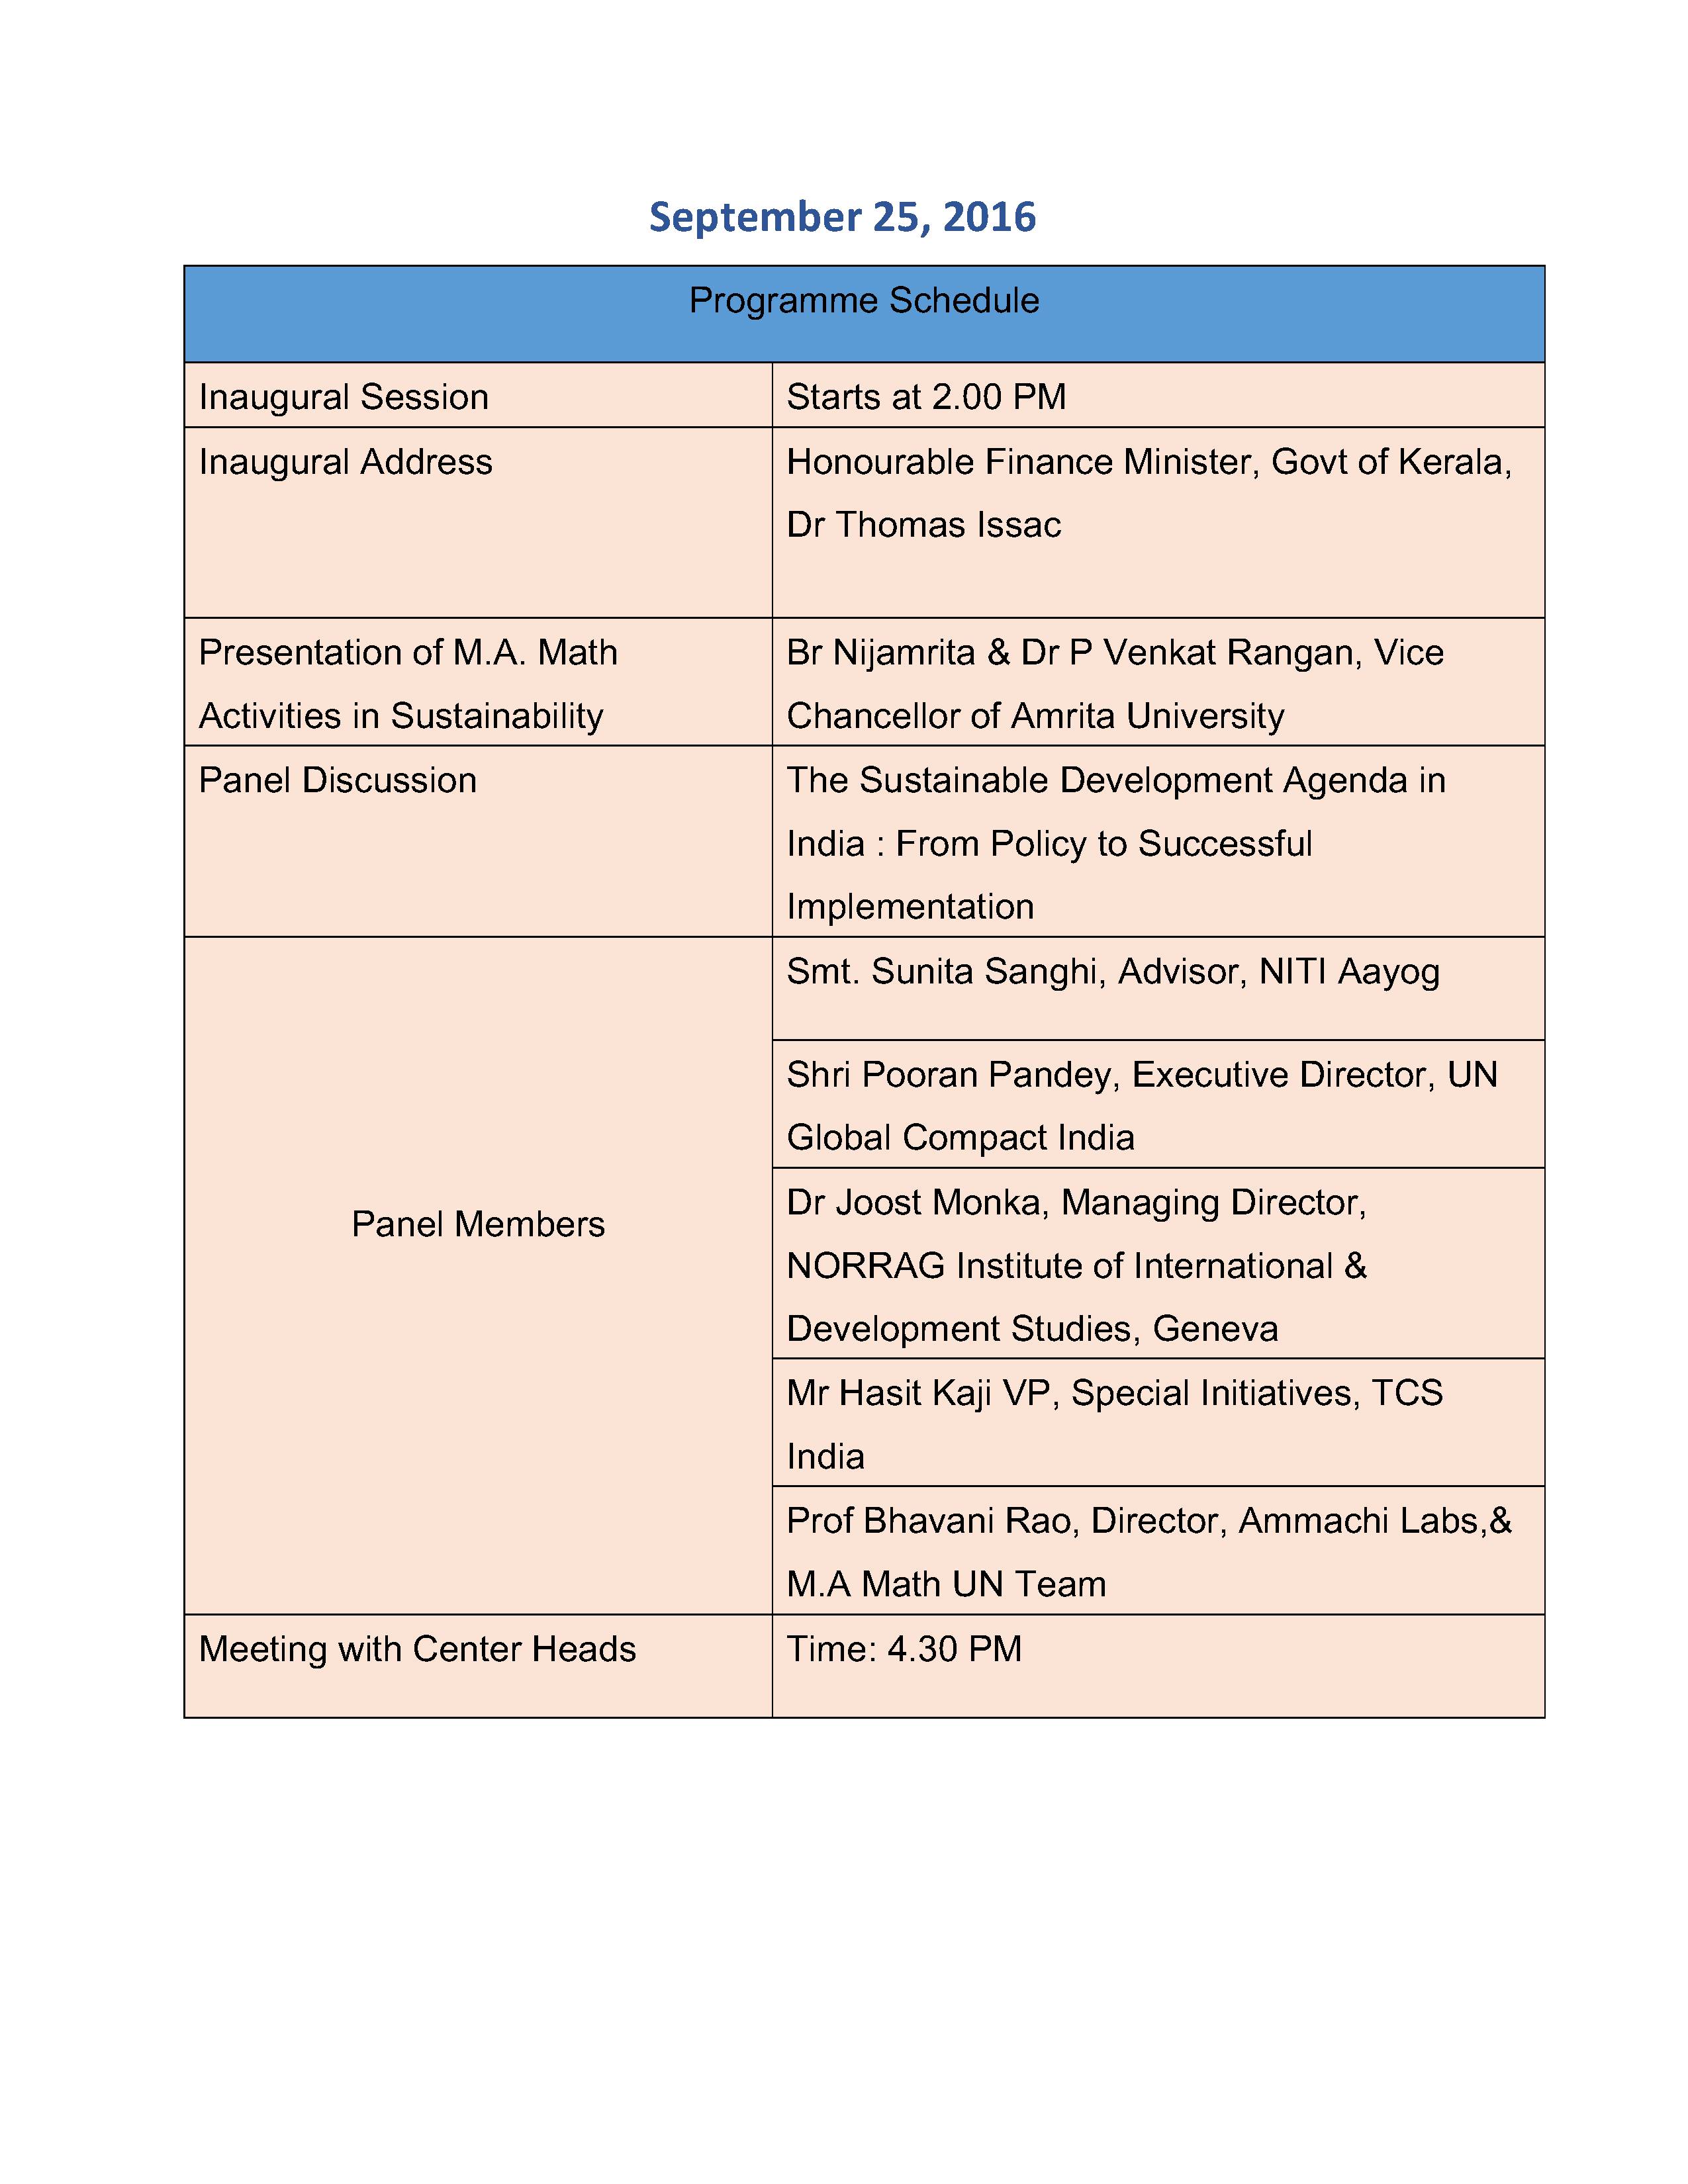 September 25, 2016
Programme Schedule
Inaugural Session
Starts at 2.00 PM
Inaugural Address
Honourable Finance Minister, Govt of Kerala,
Dr Thomas Issac
Presentation of M.A. Math
Activities in Sustainability
Br Nijamrita & Dr P Venkat Rangan, Vice
Chancellor of Amrita University
Panel Discussion
The Sustainable Development Agenda in
India : From Policy to Successful
Implementation
Panel Members
Smt. Sunita Sanghi, Advisor, NITI Aayog
Shri Pooran Pandey, Executive Director, UN
Global Compact India
Dr Joost Monka, Managing Director,
NORRAG Institute of International &
Development Studies, Geneva
Mr Hasit Kaji VP, Special Initiatives, TCS
India
Prof Bhavani Rao, Director, Ammachi Labs,&
M.A Math UN Team
Meeting with Center Heads
Time: 4.30 PM